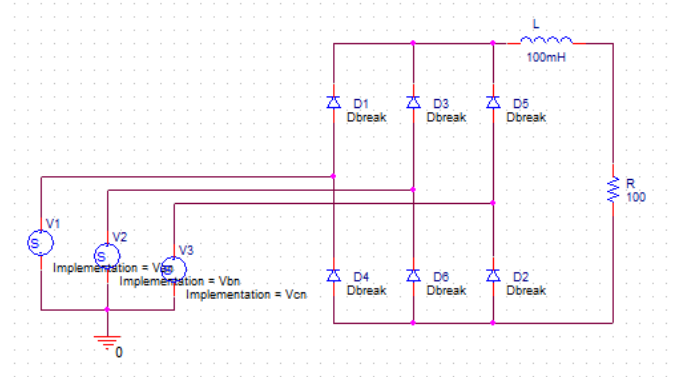 L
100mH
D1
Dbreak
D3
Dbreak
D5
Dbreak
R
100
V1
S
Implementation =
V2
S
Implementation = Vbn
V3
S
Implementation = Vcn
D4
Dbreak
D6
Dbreak
D2
Dbreak
0